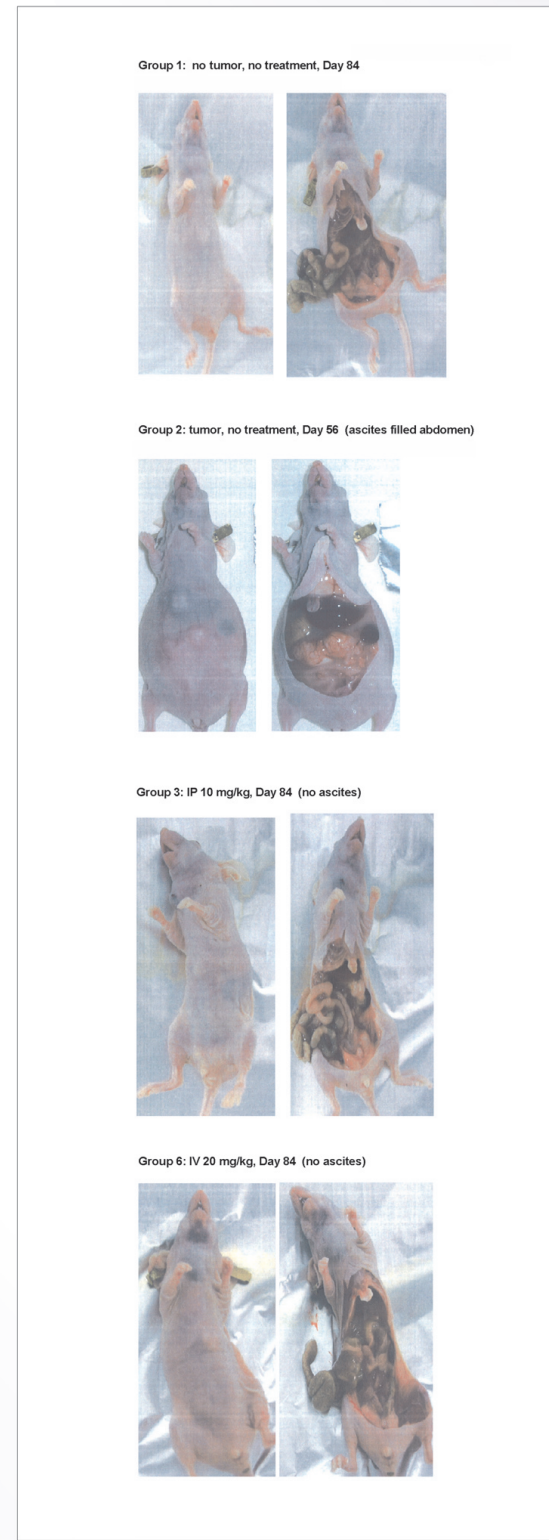 Group 1: no tumor, no treatment, Day 84
Group 2: tumor, no treatment, Day 56 (ascites filled abdomen)
Group 3: IP 10 mg/kg, Day 84 (no ascites)
Group 6: IV 20 mg/kg, Day 84 (no ascites)